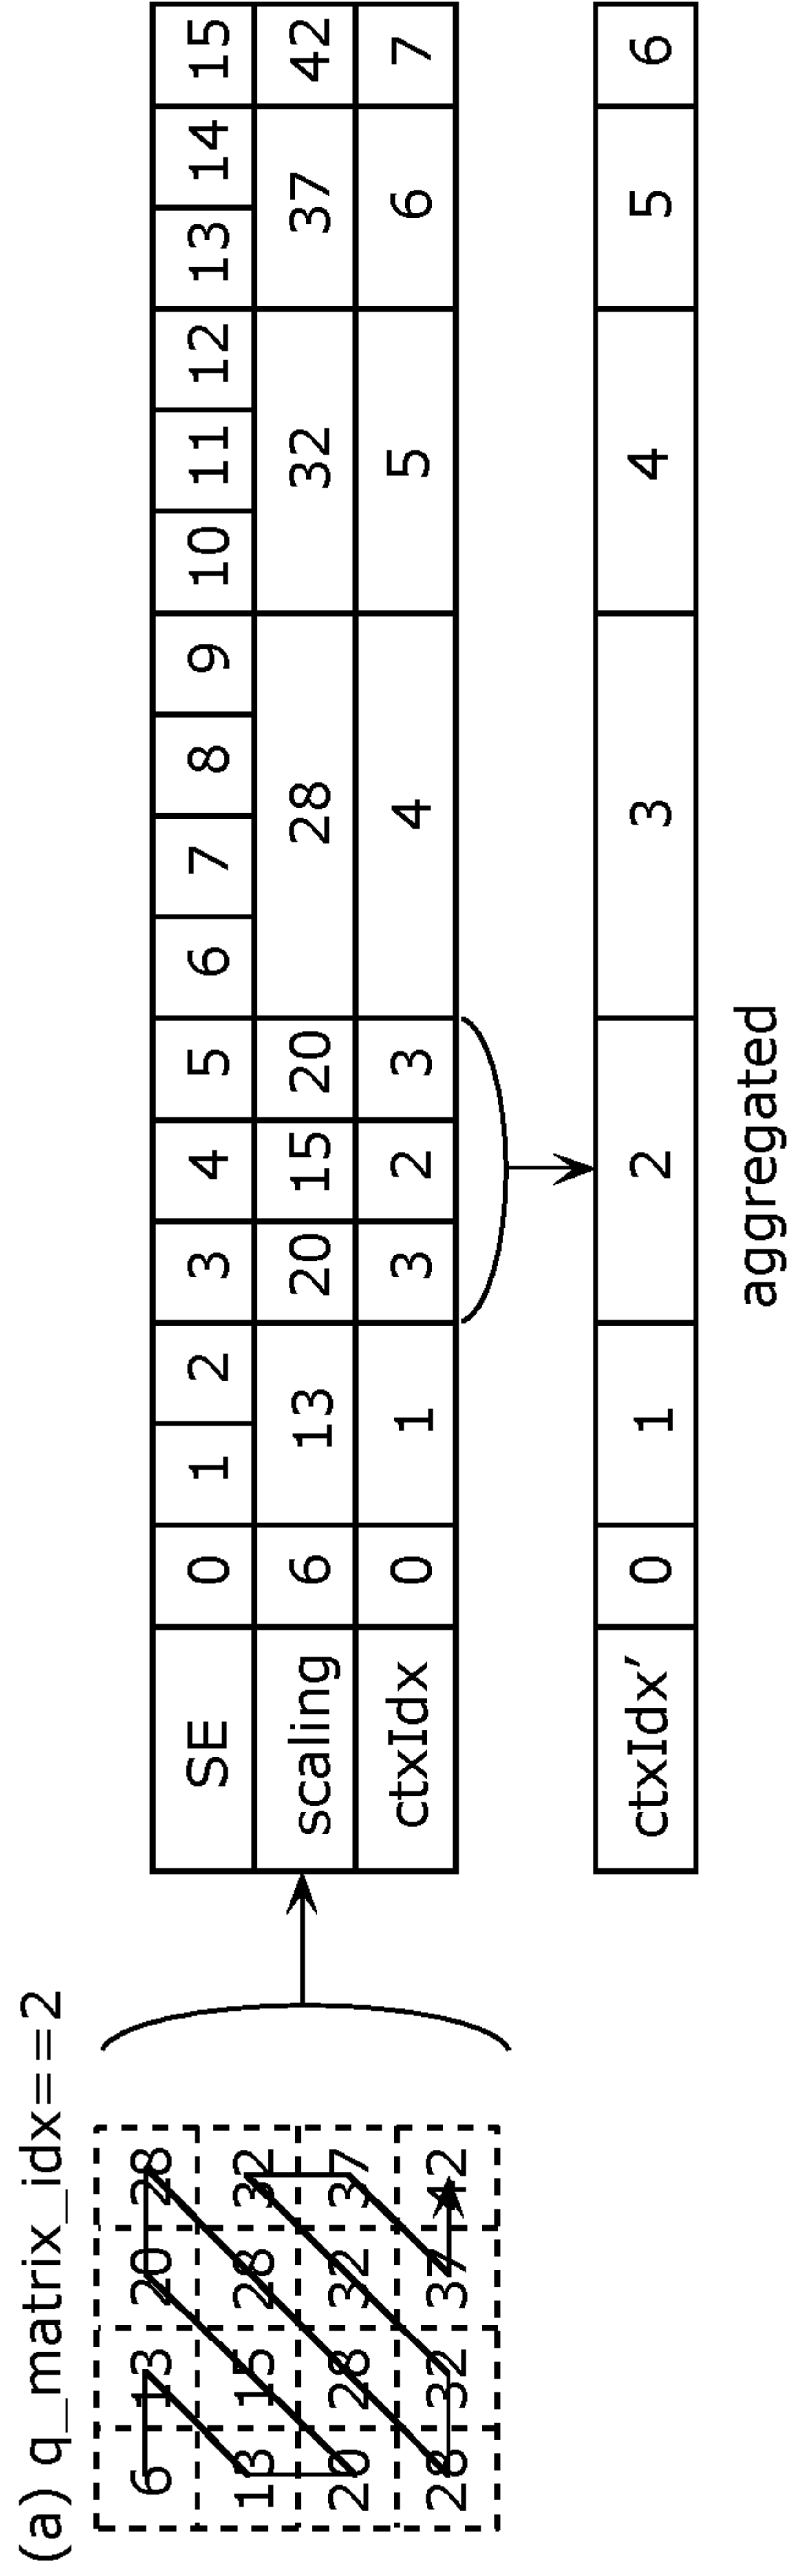 (a) q_matrix_idx==2
6 13 20 28
13 15 28 32
20 28 32 37
28 32 37 42
SE 0 1 2 3 4 5 6 7 8 9 10 11 12 13 14 15
scaling 6 13 20 15 20 28 32 37 42
ctxIdx 0 1 3 2 3 4 5 6 7
ctxIdx’ 0 1 2 3 4 5 6
aggregated